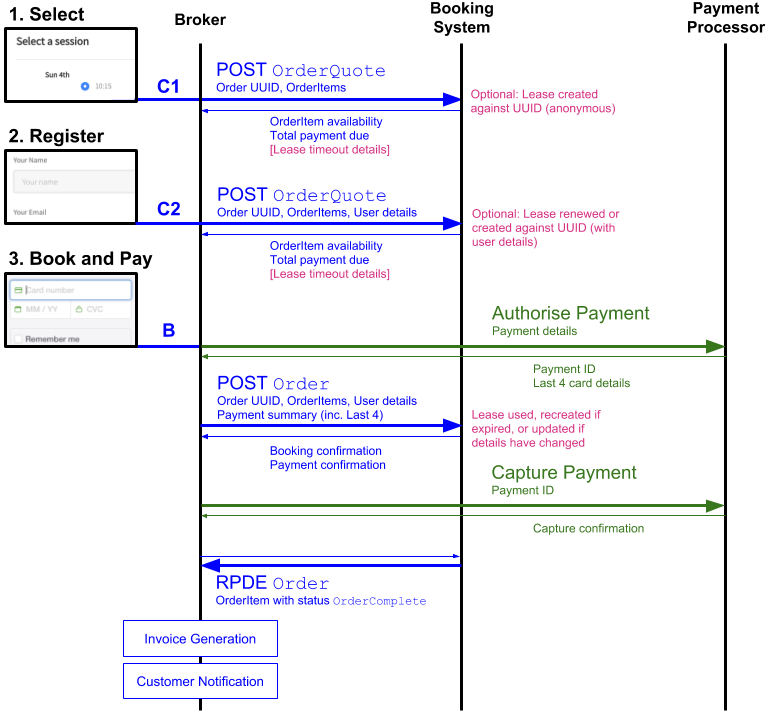 1. Select
Broker
Booking
System
Payment
Processor
Select a session
Sun 4th
10:15
C1
POST OrderQuote
Order UUID, OrderItems
Optional: Lease created
against UUID (anonymous)
OrderItem availability
Total payment due
[Lease timeout details]
2. Register
Your Name
Your name
Your Email
C2
POST OrderQuote
Order UUID, OrderItems, User details
Optional: Lease renewed or
created against UUID (with
user details)
OrderItem availability
Total payment due
[Lease timeout details]
3. Book and Pay
Card number
MM / YY
CVC
Remember me
B
Authorise Payment
Payment details
Payment ID
Last 4 card details
POST Order
Order UUID, OrderItems, User details
Payment summary (inc. Last 4)
Lease used, recreated if
expired, or updated if
details have changed
Booking confirmation
Payment confirmation
Capture Payment
Payment ID
Capture confirmation
RPDE Order
OrderItem with status OrderComplete
Invoice Generation
Customer Notification